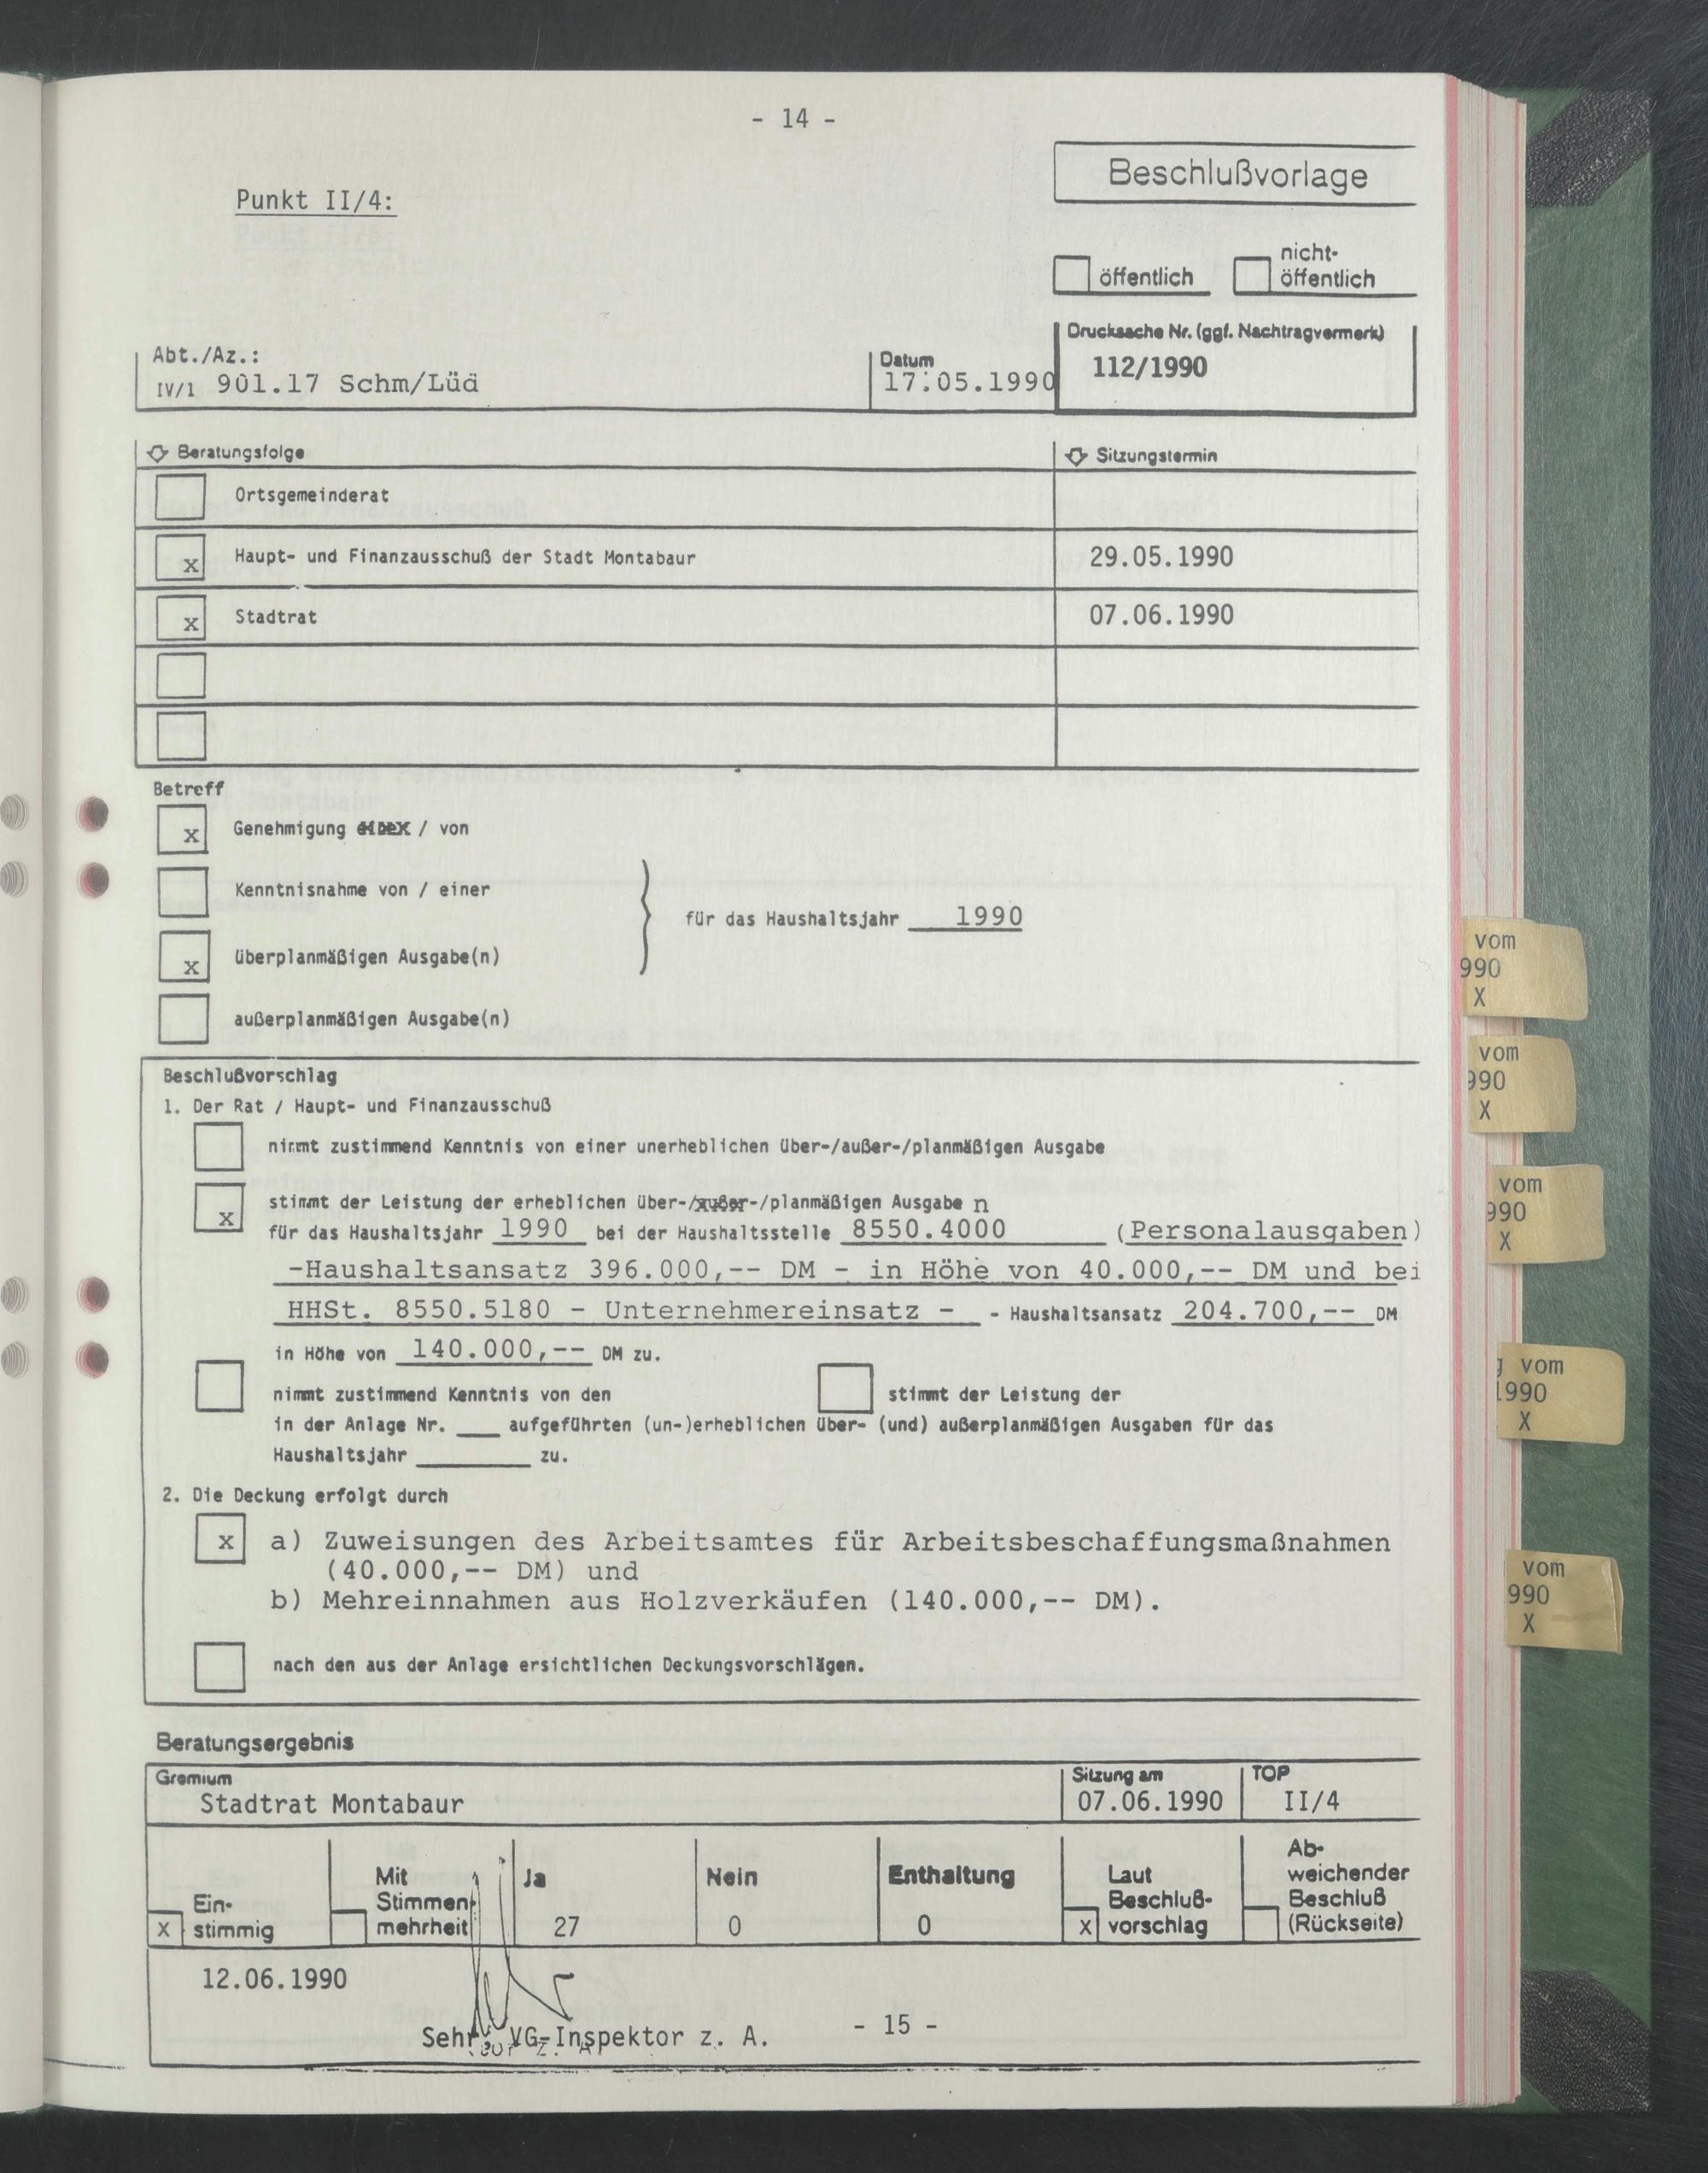 - 14 -
Beschlußvorlage
Punkt II/4:
öffentlich
nicht-
öffentlich
Drucksache Nr. (ggf. Nachtragvermerk)
112/1990
Abt./Az.:
IV/1 901.17 Schm/Lüd
Datum
17.05.1990
Beratungsfolge
Sitzungstermin
Ortsgemeinderat
x Haupt- und Finanzausschuß der Stadt Montabaur 29.05.1990
x Stadtrat 07.06.1990
Betreff
x Genehmigung einer / von
Kenntnisnahme von / einer
für das Haushaltsjahr 1990
x überplanmäßigen Ausgabe(n)
außerplanmäßigen Ausgabe(n)
Beschlußvorschlag
1. Der Rat / Haupt- und Finanzausschuß
nimmt zustimmend Kenntnis von einer unerheblichen über-/außer-/planmäßigen Ausgabe
x stimmt der Leistung der erheblichen über-/außer-/planmäßigen Ausgabe n
für das Haushaltsjahr 1990 bei der Haushaltsstelle 8550.4000 (Personalausgaben)
-Haushaltsansatz 396.000,-- DM - in Höhe von 40.000,-- DM und bei
HHSt. 8550.5180 - Unternehmereinsatz - - Haushaltsansatz 204.700,-- DM
in Höhe von 140.000,-- DM zu.
nimmt zustimmend Kenntnis von den stimmt der Leistung der
in der Anlage Nr. ___ aufgeführten (un-)erheblichen über- (und) außerplanmäßigen Ausgaben für das
Haushaltsjahr ________ zu.
2. Die Deckung erfolgt durch
x a) Zuweisungen des Arbeitsamtes für Arbeitsbeschaffungsmaßnahmen
(40.000,-- DM) und
b) Mehreinnahmen aus Holzverkäufen (140.000,-- DM).
nach den aus der Anlage ersichtlichen Deckungsvorschlägen.
Beratungsergebnis
Gremium
Stadtrat Montabaur
Sitzung am
07.06.1990
TOP
II/4
x Ein-
stimmig
Mit
Stimmen-
mehrheit
Ja
27
Nein
0
Enthaltung
0
x Laut
Beschluß-
vorschlag
Ab-
weichender
Beschluß
(Rückseite)
12.06.1990
Sehr, VG-Inspektor z. A.
- 15 -
vom
990
X
vom
990
X
vom
990
X
g vom
1990
X
vom
990
X